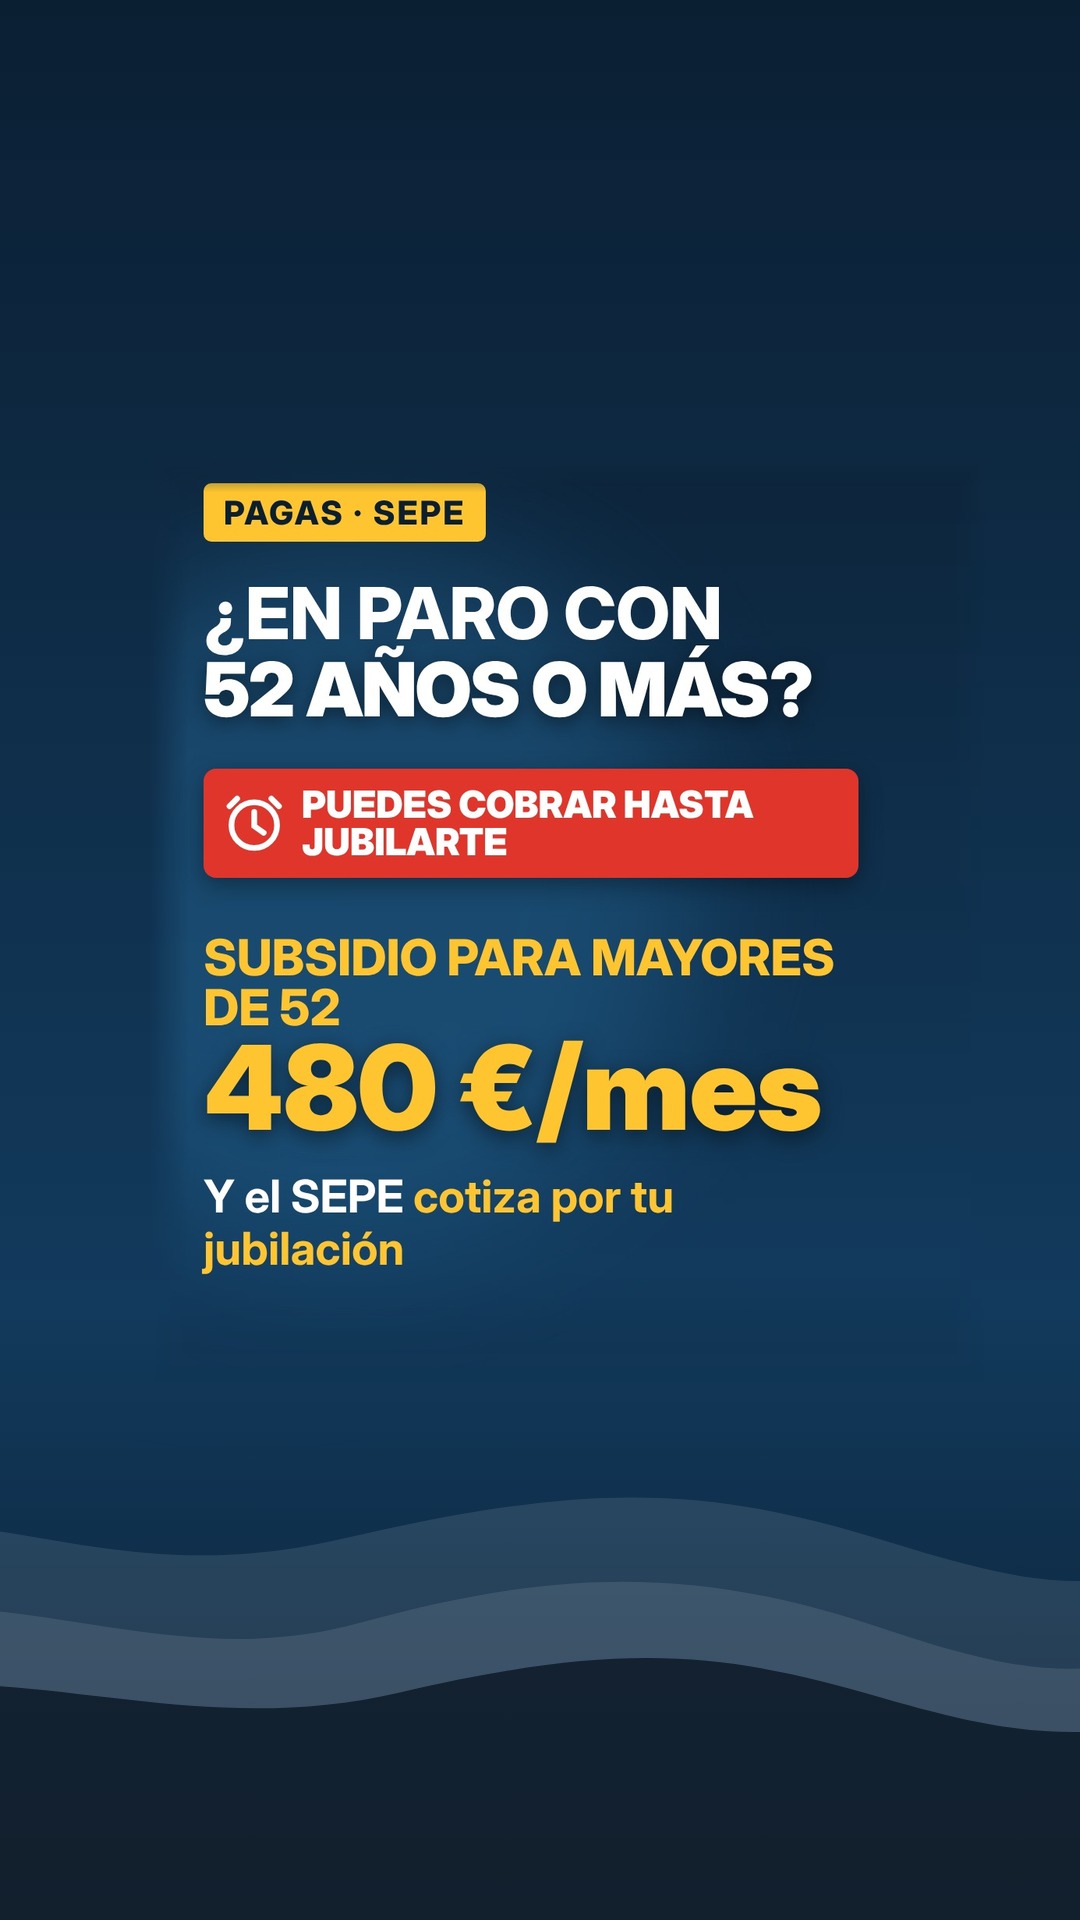 PAGAS · SEPE
¿EN PARO CON
52 AÑOS O MÁS?
PUEDES COBRAR HASTA
JUBILARTE
SUBSIDIO PARA MAYORES
DE 52
480 €/mes
Y el SEPE cotiza por tu
jubilación